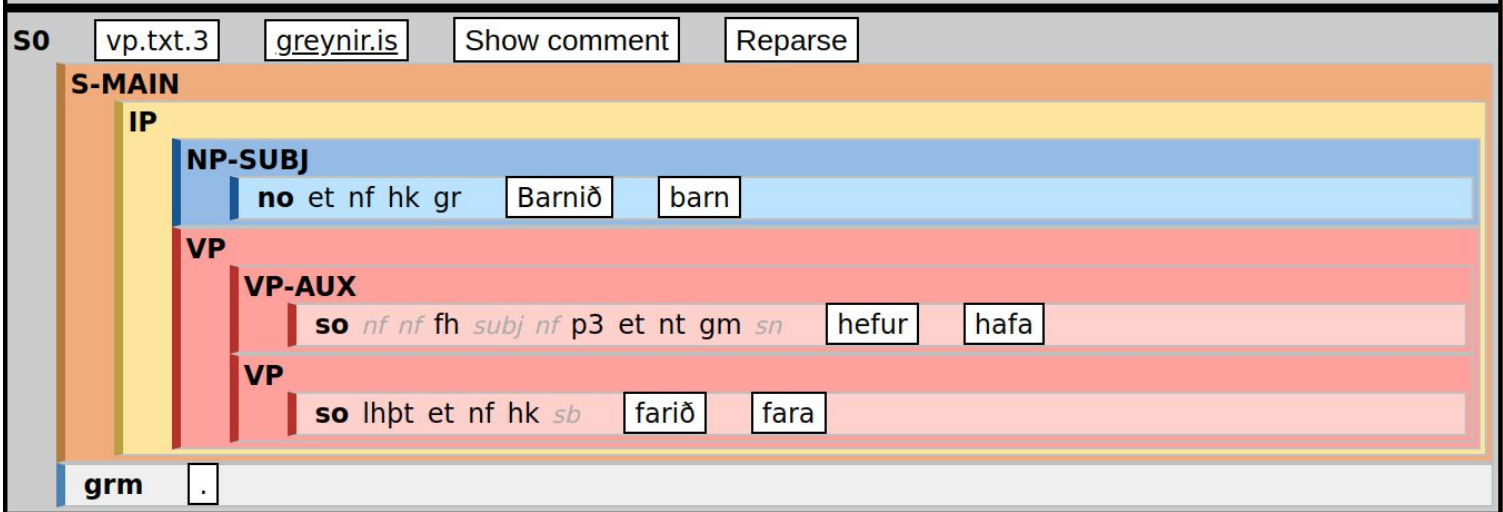 S0 vp.txt.3 greynir.is Show comment Reparse
S-MAIN
IP
NP-SUBJ
no et nf hk gr Barnið barn
VP
VP-AUX
so nf nf fh subj nf p3 et nt gm sn hefur hafa
VP
so lhþt et nf hk sb farið fara
grm .